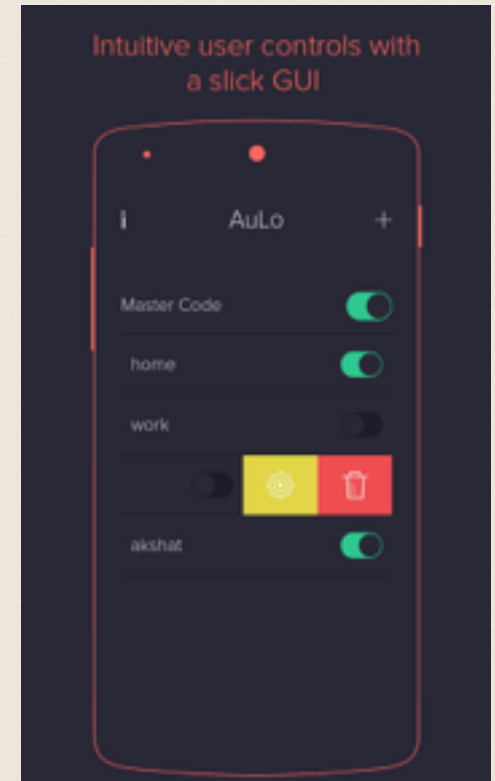 Intuitive user controls with
a slick GUI
i AuLo +
Master Code
home
work
akshat